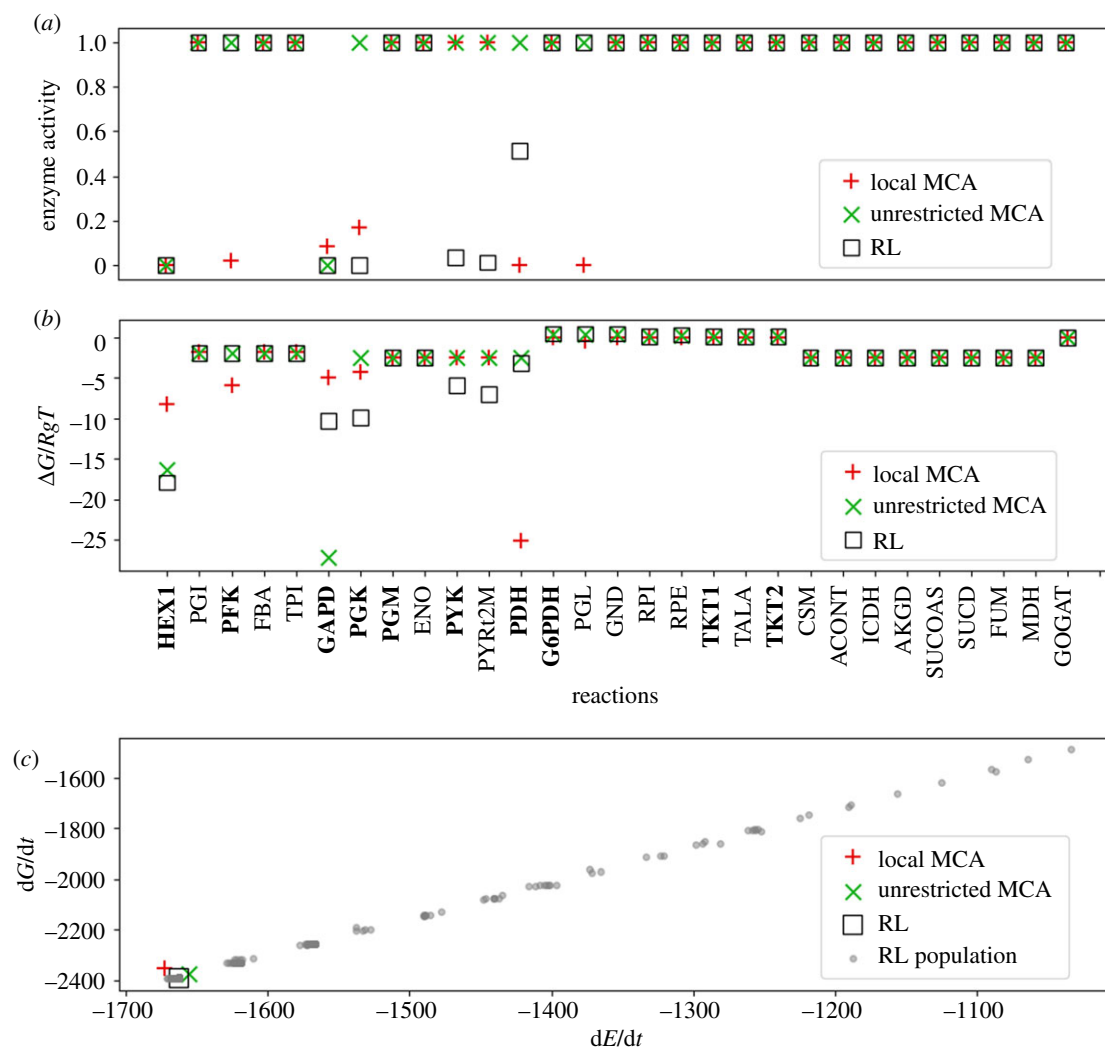 (a)
1.0
0.8
0.6
0.4
0.2
0
enzyme activity
local MCA
unrestricted MCA
RL
(b)
0
−5
−10
−15
−20
−25
ΔG/RgT
local MCA
unrestricted MCA
RL
HEX1
PGI
PFK
FBA
TPI
GAPD
PGK
PGM
ENO
PYK
PYRt2M
PDH
G6PDH
PGL
GND
RPI
RPE
TKT1
TALA
TKT2
CSM
ACONT
ICDH
AKGD
SUCOAS
SUCD
FUM
MDH
GOGAT
reactions
(c)
−1600
−1800
−2000
−2200
−2400
dG/dt
local MCA
unrestricted MCA
RL
RL population
−1700 −1600 −1500 −1400 −1300 −1200 −1100
dE/dt